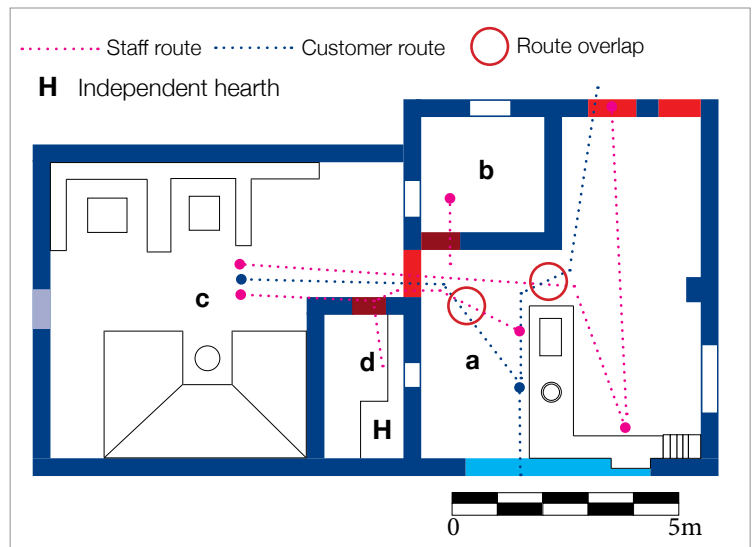 Staff route Customer route Route overlap
H Independent hearth
b
c
a
d
H
0 5m